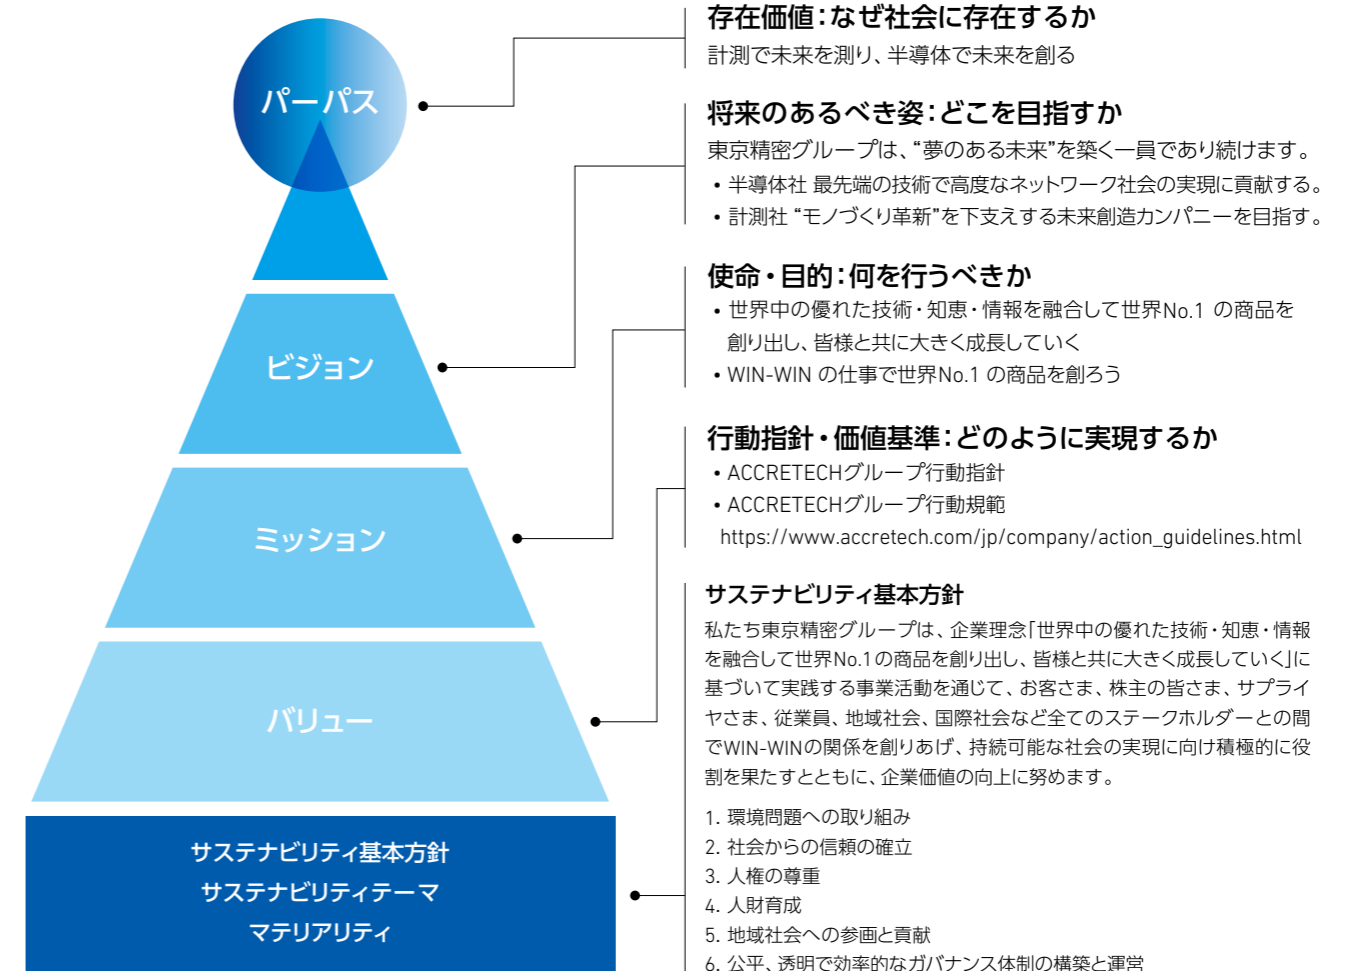 パーパス
存在価値：なぜ社会に存在するか
計測で未来を測り、半導体で未来を創る
将来のあるべき姿：どこを目指すか
東京精密グループは、“夢のある未来”を築く一員であり続けます。
• 半導体社 最先端の技術で高度なネットワーク社会の実現に貢献する。
• 計測社 “モノづくり革新”を下支えする未来創造カンパニーを目指す。
ビジョン
使命・目的：何を行うべきか
• 世界中の優れた技術・知恵・情報を融合して世界No.1 の商品を
創り出し、皆様と共に大きく成長していく
• WIN-WIN の仕事で世界No.1 の商品を創ろう
ミッション
行動指針・価値基準：どのように実現するか
• ACCRETECHグループ行動指針
• ACCRETECHグループ行動規範
https://www.accretech.com/jp/company/action_guidelines.html
バリュー
サステナビリティ基本方針
サステナビリティテーマ
マテリアリティ
サステナビリティ基本方針
私たち東京精密グループは、企業理念「世界中の優れた技術・知恵・情報
を融合して世界No.1の商品を創り出し、皆様と共に大きく成長していく」に
基づいて実践する事業活動を通じて、お客さま、株主の皆さま、サプライ
ヤさま、従業員、地域社会、国際社会など全てのステークホルダーとの間
でWIN-WINの関係を創りあげ、持続可能な社会の実現に向け積極的に役
割を果たすとともに、企業価値の向上に努めます。
1. 環境問題への取り組み
2. 社会からの信頼の確立
3. 人権の尊重
4. 人財育成
5. 地域社会への参画と貢献
6. 公平、透明で効率的なガバナンス体制の構築と運営